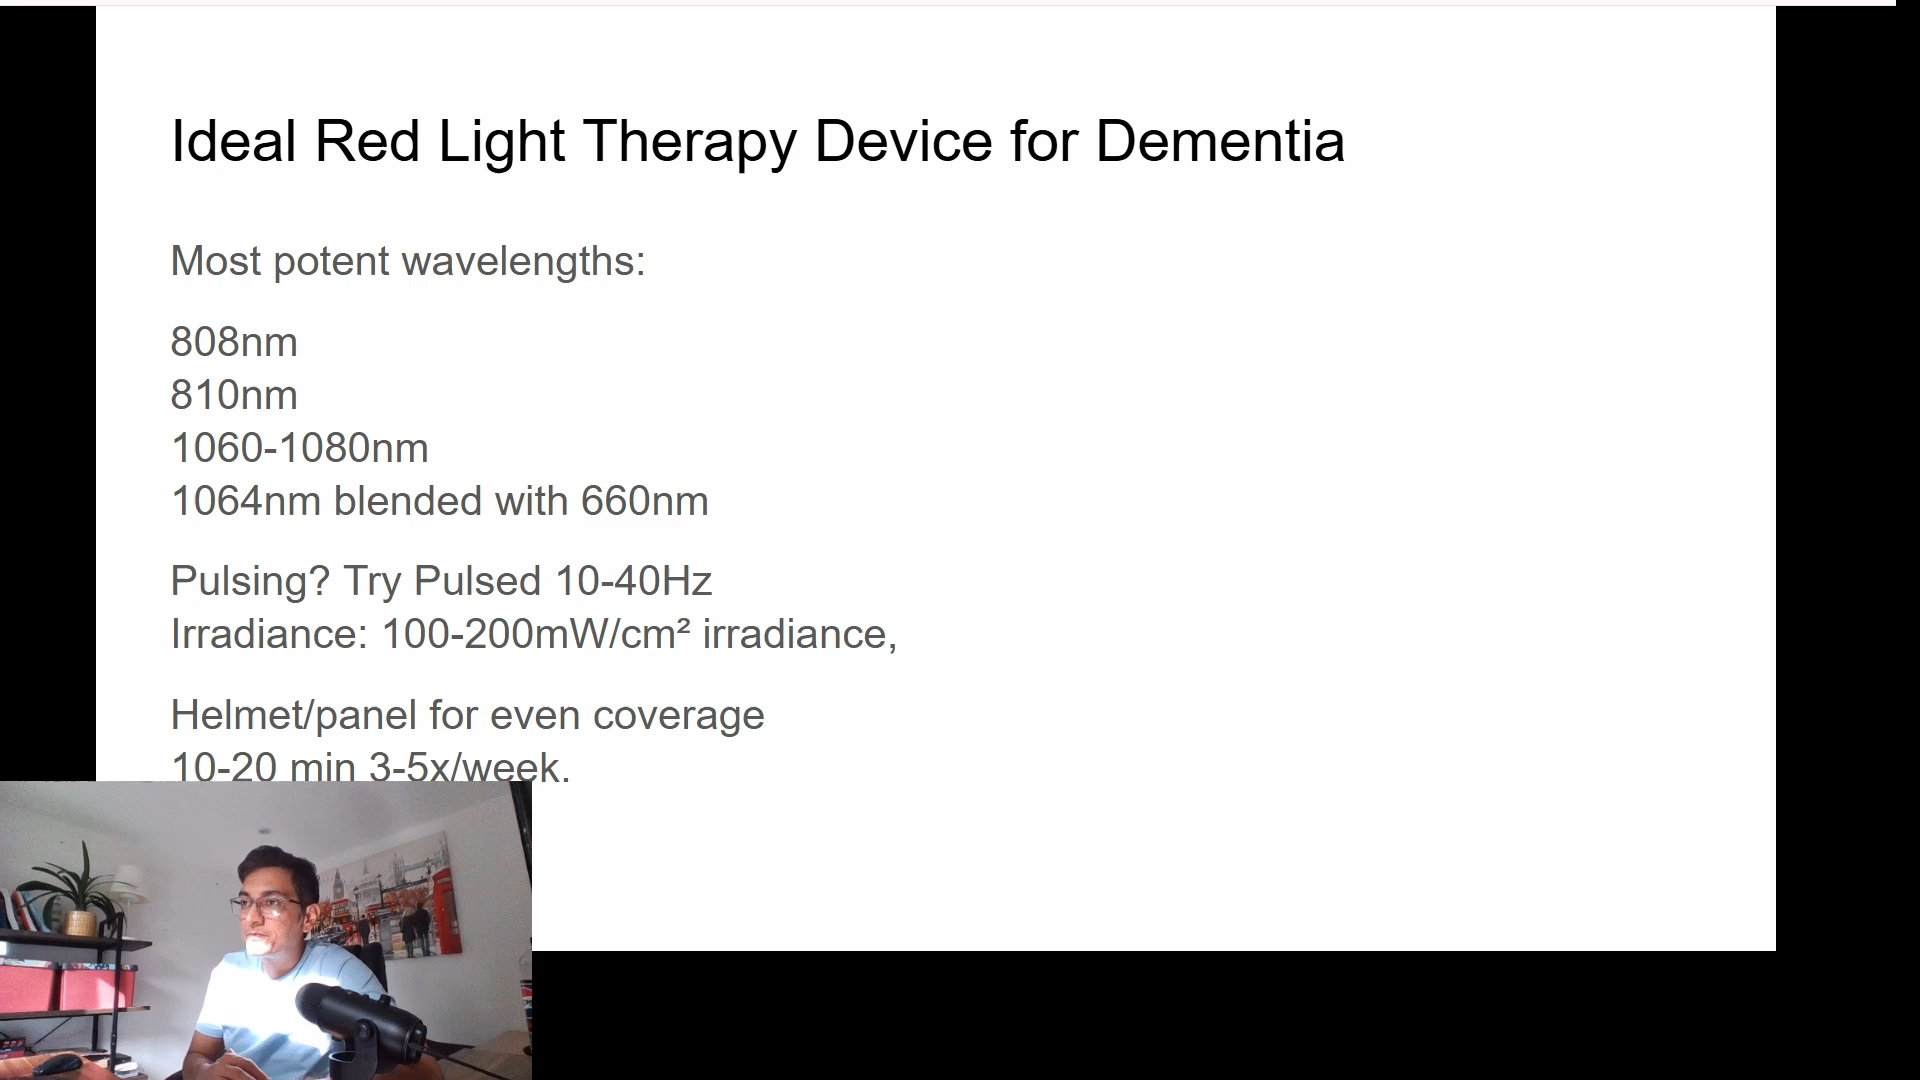 Ideal Red Light Therapy Device for Dementia
Most potent wavelengths:
808nm
810nm
1060-1080nm
1064nm blended with 660nm
Pulsing? Try Pulsed 10-40Hz
Irradiance: 100-200mW/cm² irradiance,
Helmet/panel for even coverage
10-20 min 3-5x/week.